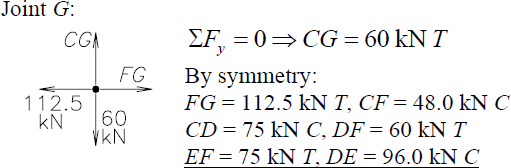 Joint G:
CG
ΣF_y = 0 ⇒ CG = 60 kN T
FG
By symmetry:
112.5
kN
60
kN
FG = 112.5 kN T, CF = 48.0 kN C
CD = 75 kN C, DF = 60 kN T
EF = 75 kN T, DE = 96.0 kN C